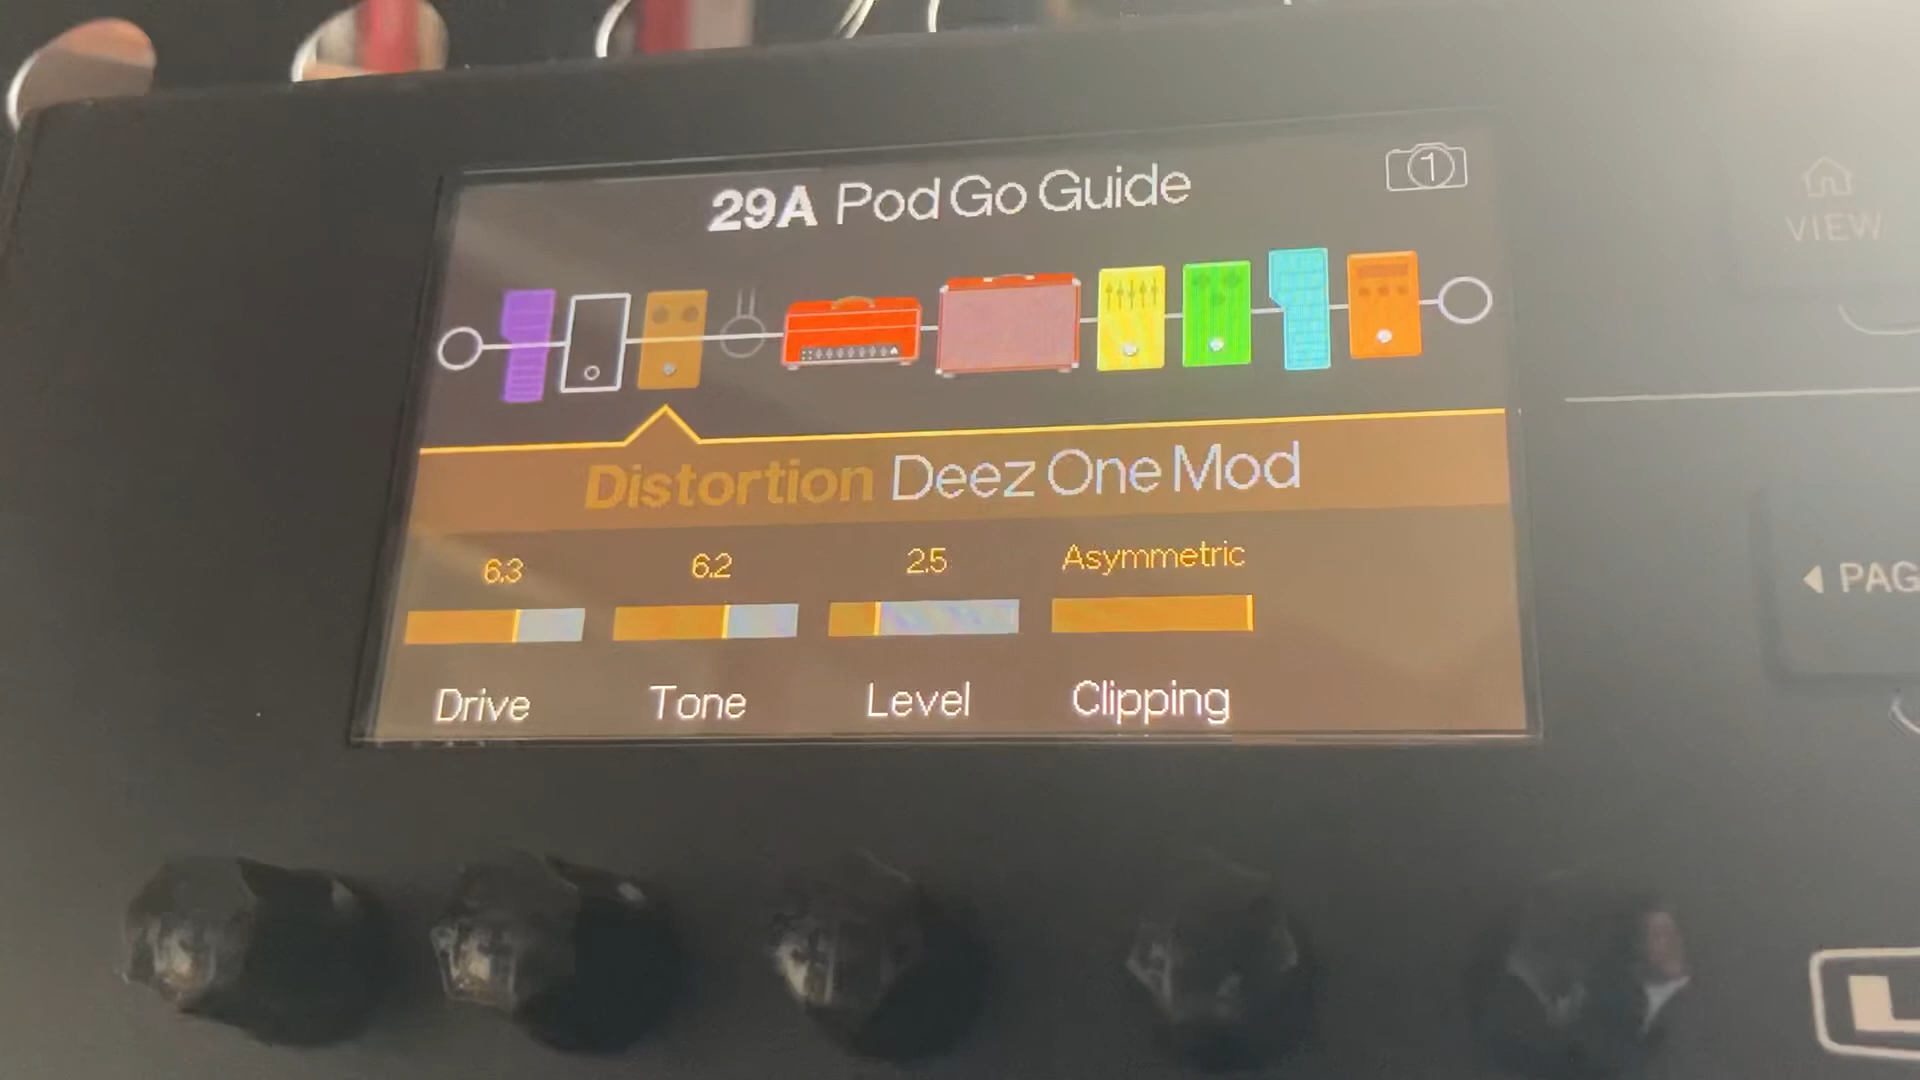 29A Pod Go Guide
1
VIEW
Distortion Deez One Mod
6.3 6.2 2.5 Asymmetric
Drive Tone Level Clipping
◀ PAG
L